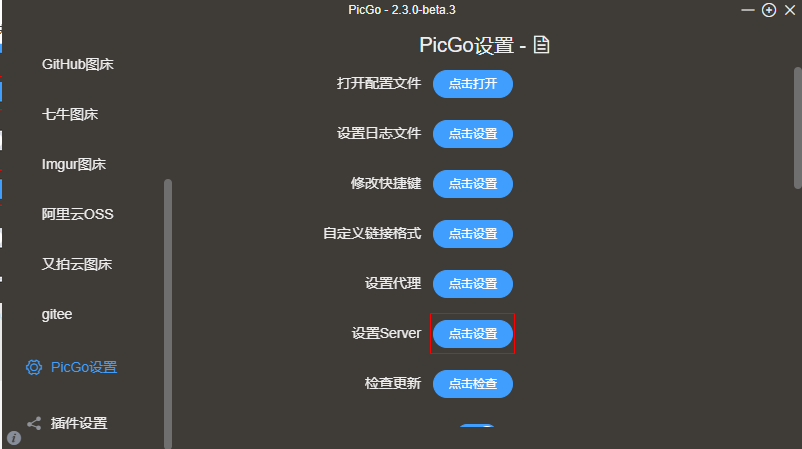 PicGo - 2.3.0-beta.3
PicGo设置 -
GitHub图床
七牛图床
Imgur图床
阿里云OSS
又拍云图床
gitee
PicGo设置
插件设置
打开配置文件 点击打开
设置日志文件 点击设置
修改快捷键 点击设置
自定义链接格式 点击设置
设置代理 点击设置
设置Server 点击设置
检查更新 点击检查